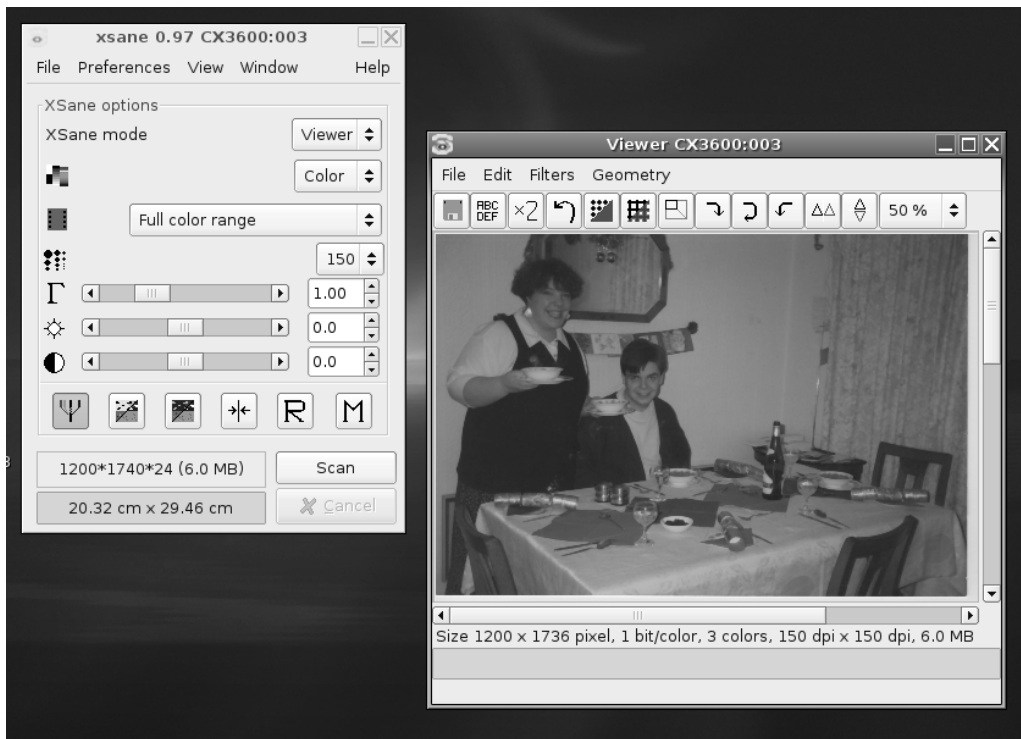 xsane 0.97 CX3600:003
File Preferences View Window Help
XSane options
XSane mode Viewer
Color
Full color range
150
1.00
0.0
0.0
R M
1200*1740*24 (6.0 MB) Scan
20.32 cm x 29.46 cm Cancel
Viewer CX3600:003
File Edit Filters Geometry
ABC
DEF
×2
50 %
Size 1200 x 1736 pixel, 1 bit/color, 3 colors, 150 dpi x 150 dpi, 6.0 MB